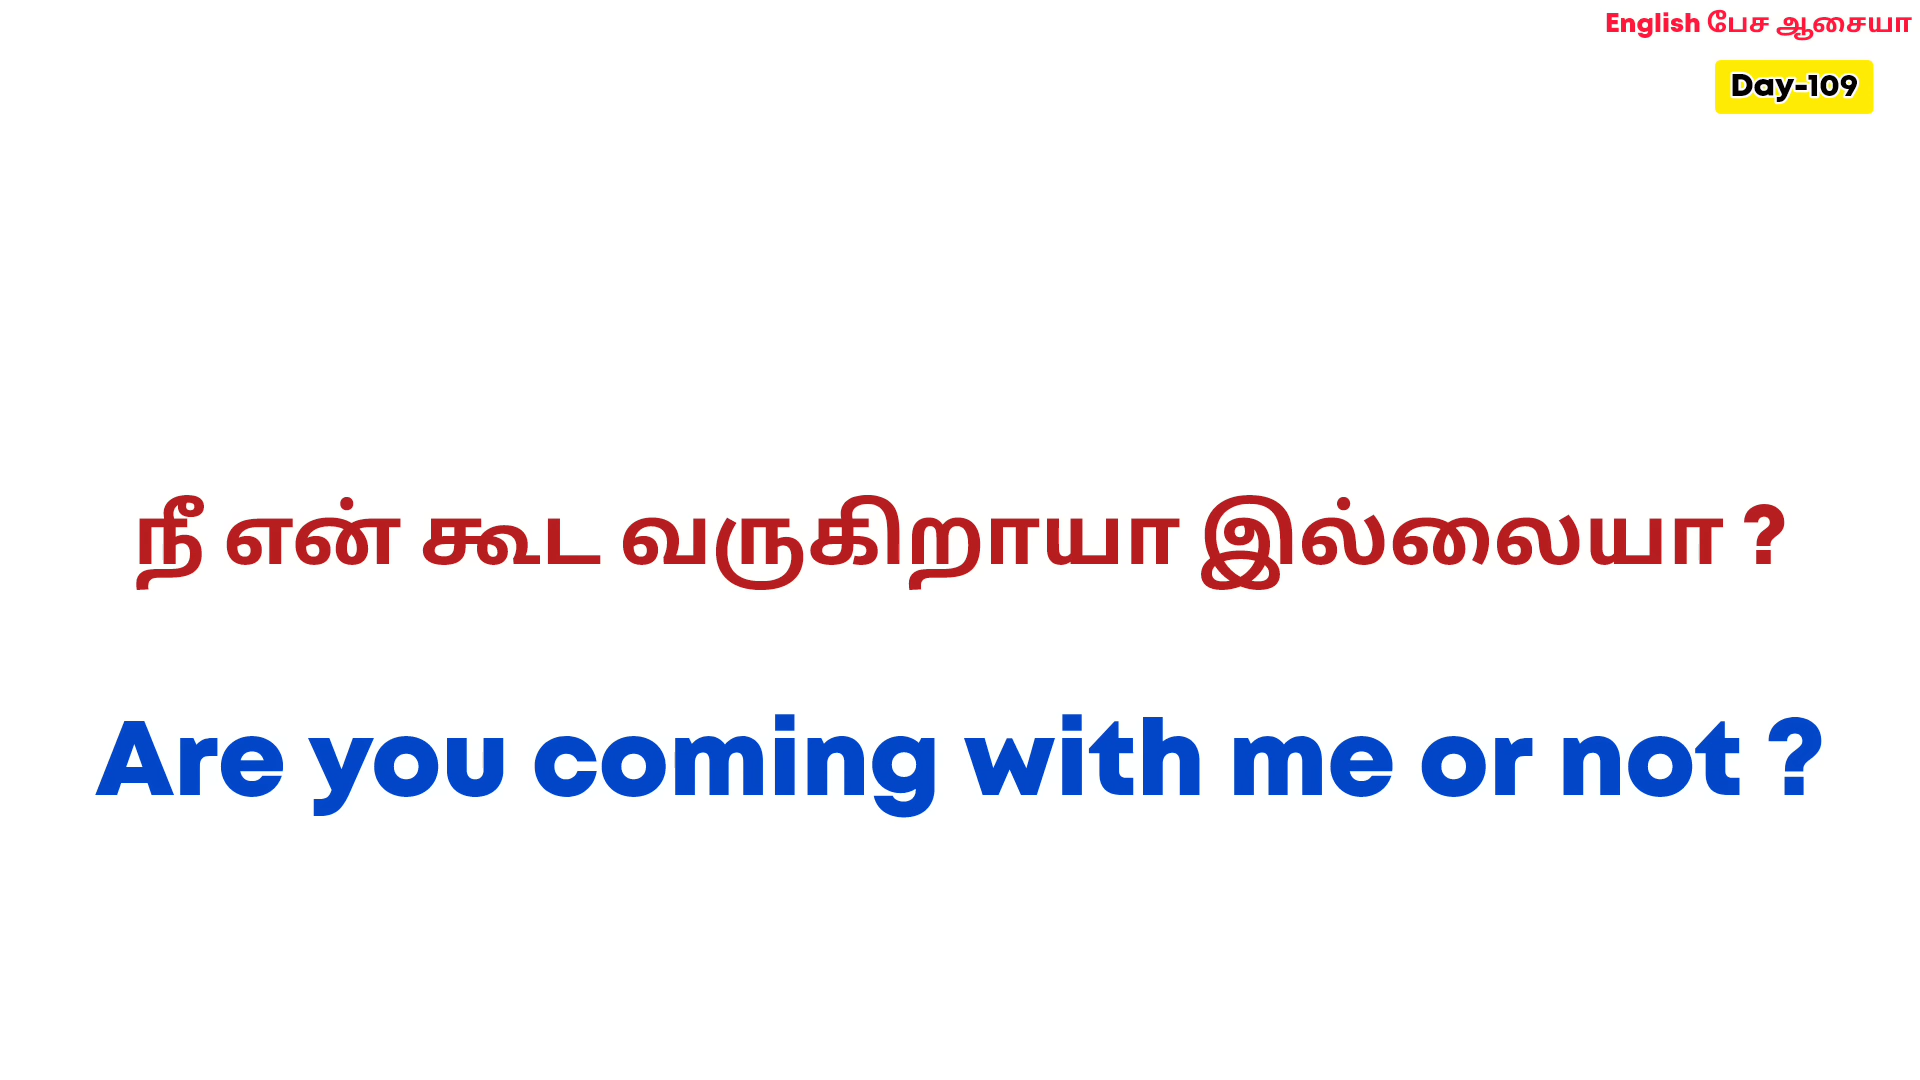 English பேச ஆசையா
Day-109
நீ என் கூட வருகிறாயா இல்லையா ?
Are you coming with me or not ?